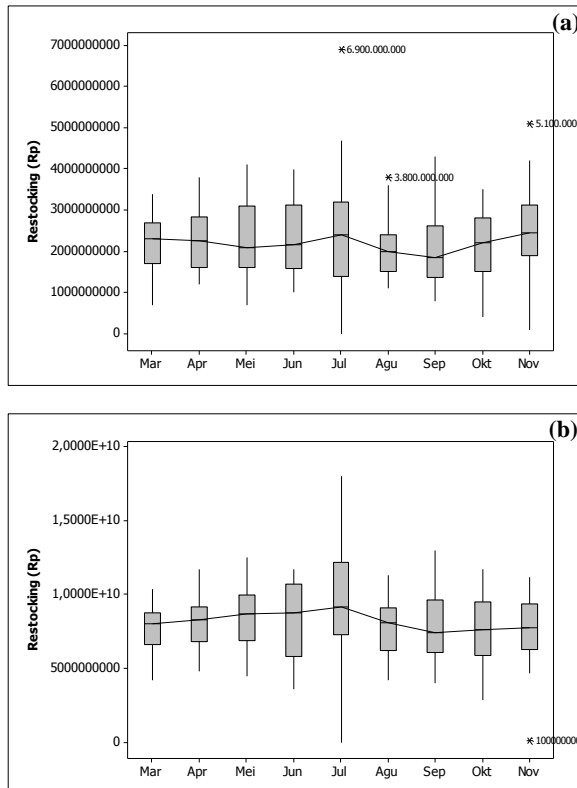 (a)
7000000000
6000000000
5000000000
4000000000
3000000000
2000000000
1000000000
0
Restocking (Rp)
6.900.000.000
3.800.000.000
5.100.000
Mar Apr Mei Jun Jul Agu Sep Okt Nov
(b)
2,0000E+10
1,5000E+10
1,0000E+10
5000000000
0
Restocking (Rp)
10000000
Mar Apr Mei Jun Jul Agu Sep Okt Nov